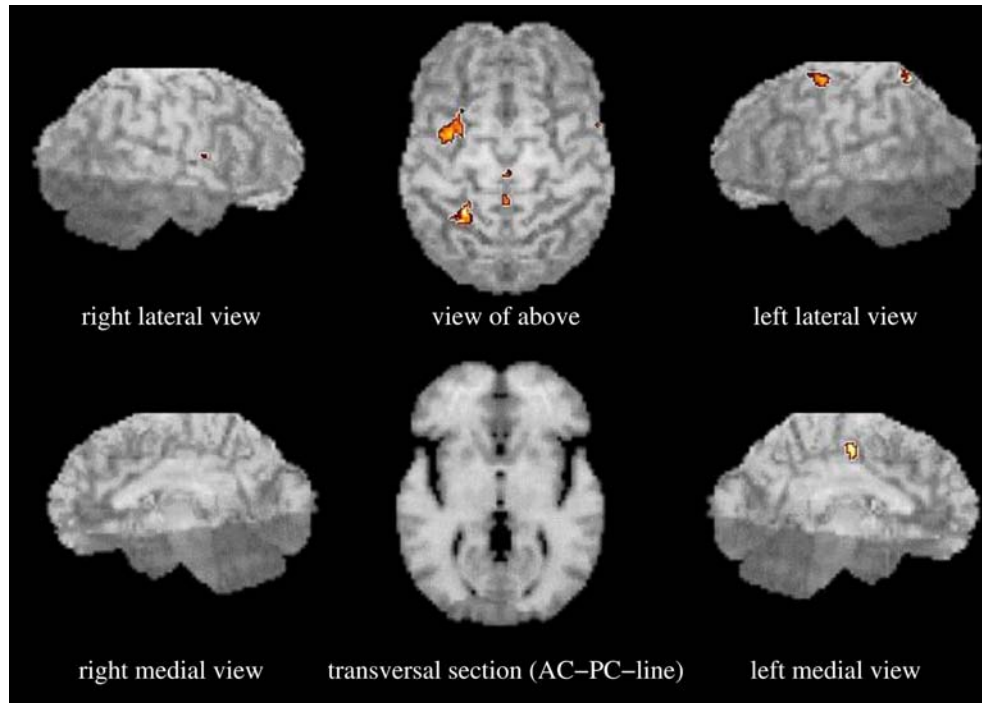 right lateral view
view of above
left lateral view
right medial view
transversal section (AC−PC−line)
left medial view